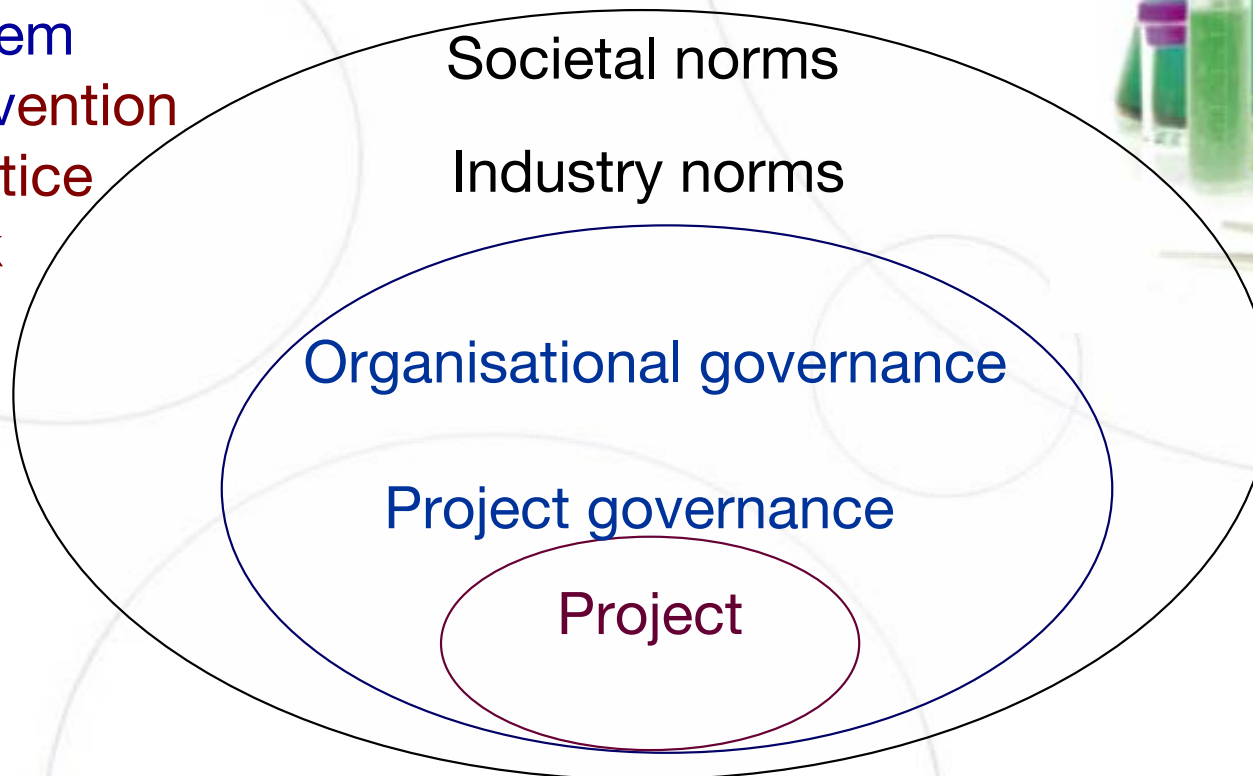 em
vention
tice
Societal norms
Industry norms
Organisational governance
Project governance
Project